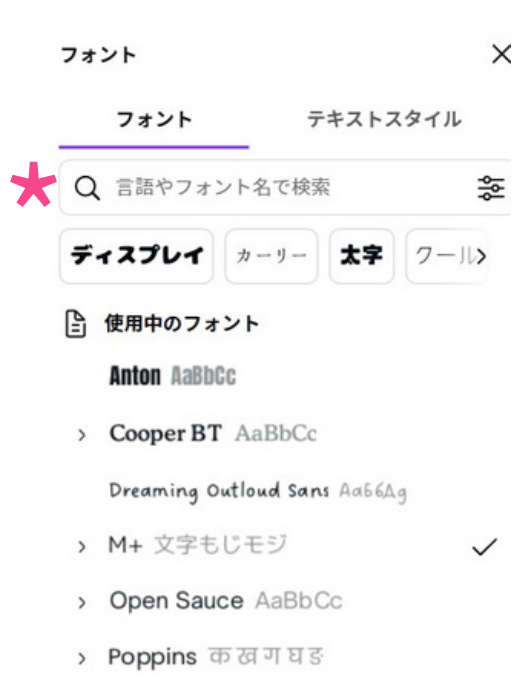 フォント
フォント テキストスタイル
言語やフォント名で検索
ディスプレイ カーリー 太字 クール
使用中のフォント
Anton AaBbCc
Cooper BT AaBbCc
Dreaming Outloud Sans AaBbÁg
M+ 文字もじモジ
Open Sauce AaBbCc
Poppins क ख ग घ ङ